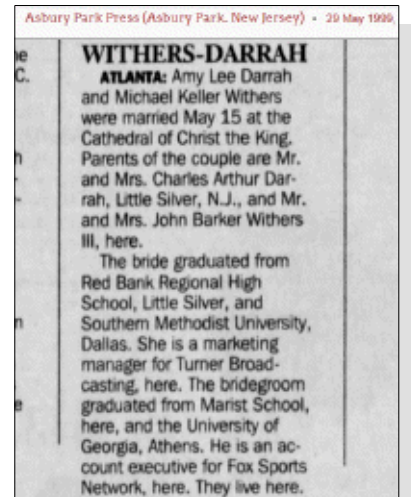 Asbury Park Press (Asbury Park, New Jersey) • 29 May 1999,
WITHERS-DARRAH
ATLANTA: Amy Lee Darrah
and Michael Keller Withers
were married May 15 at the
Cathedral of Christ the King.
Parents of the couple are Mr.
and Mrs. Charles Arthur Dar-
rah, Little Silver, N.J., and Mr.
and Mrs. John Barker Withers
III, here.
The bride graduated from
Red Bank Regional High
School, Little Silver, and
Southern Methodist University,
Dallas. She is a marketing
manager for Turner Broad-
casting, here. The bridegroom
graduated from Marist School,
here, and the University of
Georgia, Athens. He is an ac-
count executive for Fox Sports
Network, here. They live here.